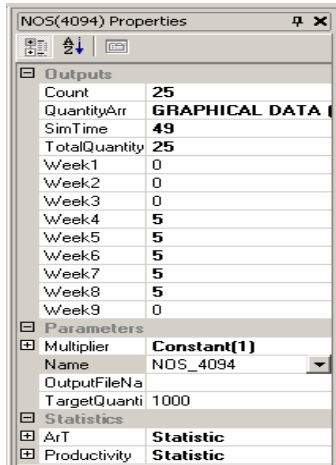 NOS(4094) Properties
Outputs
Count 25
QuantityArr GRAPHICAL DATA (
SimTime 49
TotalQuantity 25
Week1 0
Week2 0
Week3 0
Week4 5
Week5 5
Week6 5
Week7 5
Week8 5
Week9 0
Parameters
Multiplier Constant(1)
Name NOS_4094
OutputFileNa
TargetQuanti 1000
Statistics
ArT Statistic
Productivity Statistic